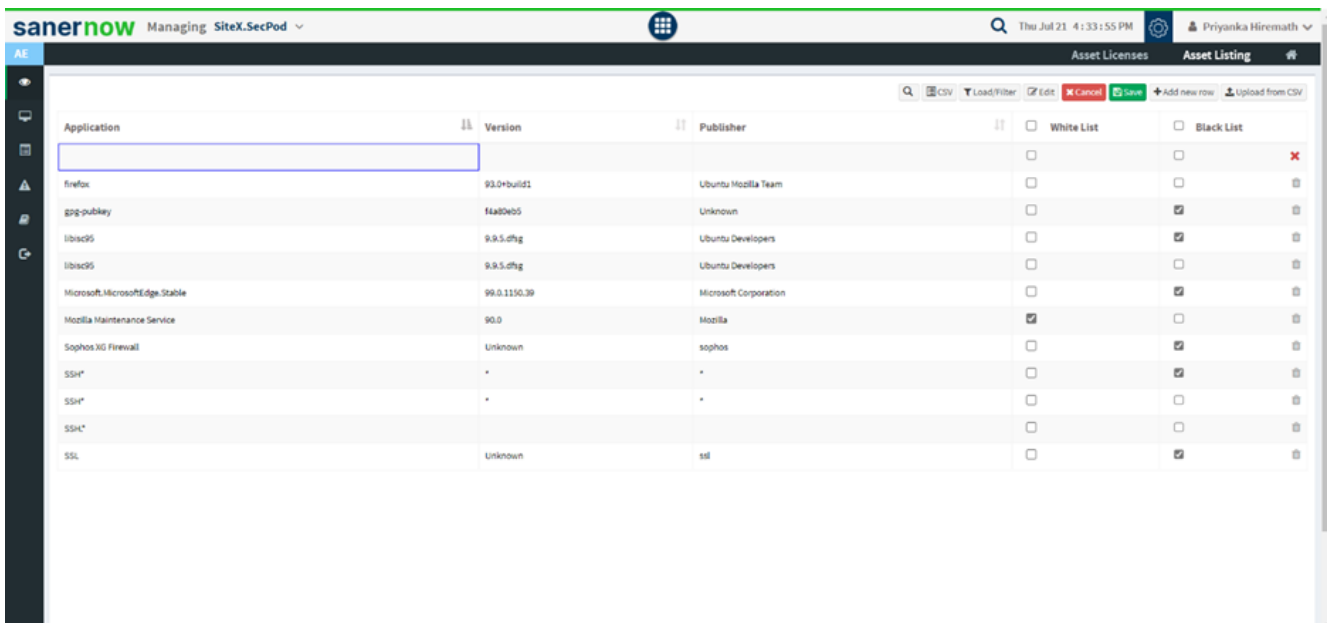 sanernow Managing SiteX.SecPod Thu Jul 21 4:33:55 PM Priyanka Hiremath
AE Asset Licenses Asset Listing
CSV Load/Filter Edit Cancel Save Add new row Upload from CSV
Application Version Publisher White List Black List
firefox 93.0+build1 Ubuntu Mozilla Team
gpg-pubkey f4a80eb5 Unknown
libisc95 9.9.5.dfsg Ubuntu Developers
libisc95 9.9.5.dfsg Ubuntu Developers
Microsoft.MicrosoftEdge.Stable 99.0.1150.39 Microsoft Corporation
Mozilla Maintenance Service 90.0 Mozilla
Sophos XG Firewall Unknown sophos
SSH* * *
SSH* * *
SSH.*
SSL Unknown ssl